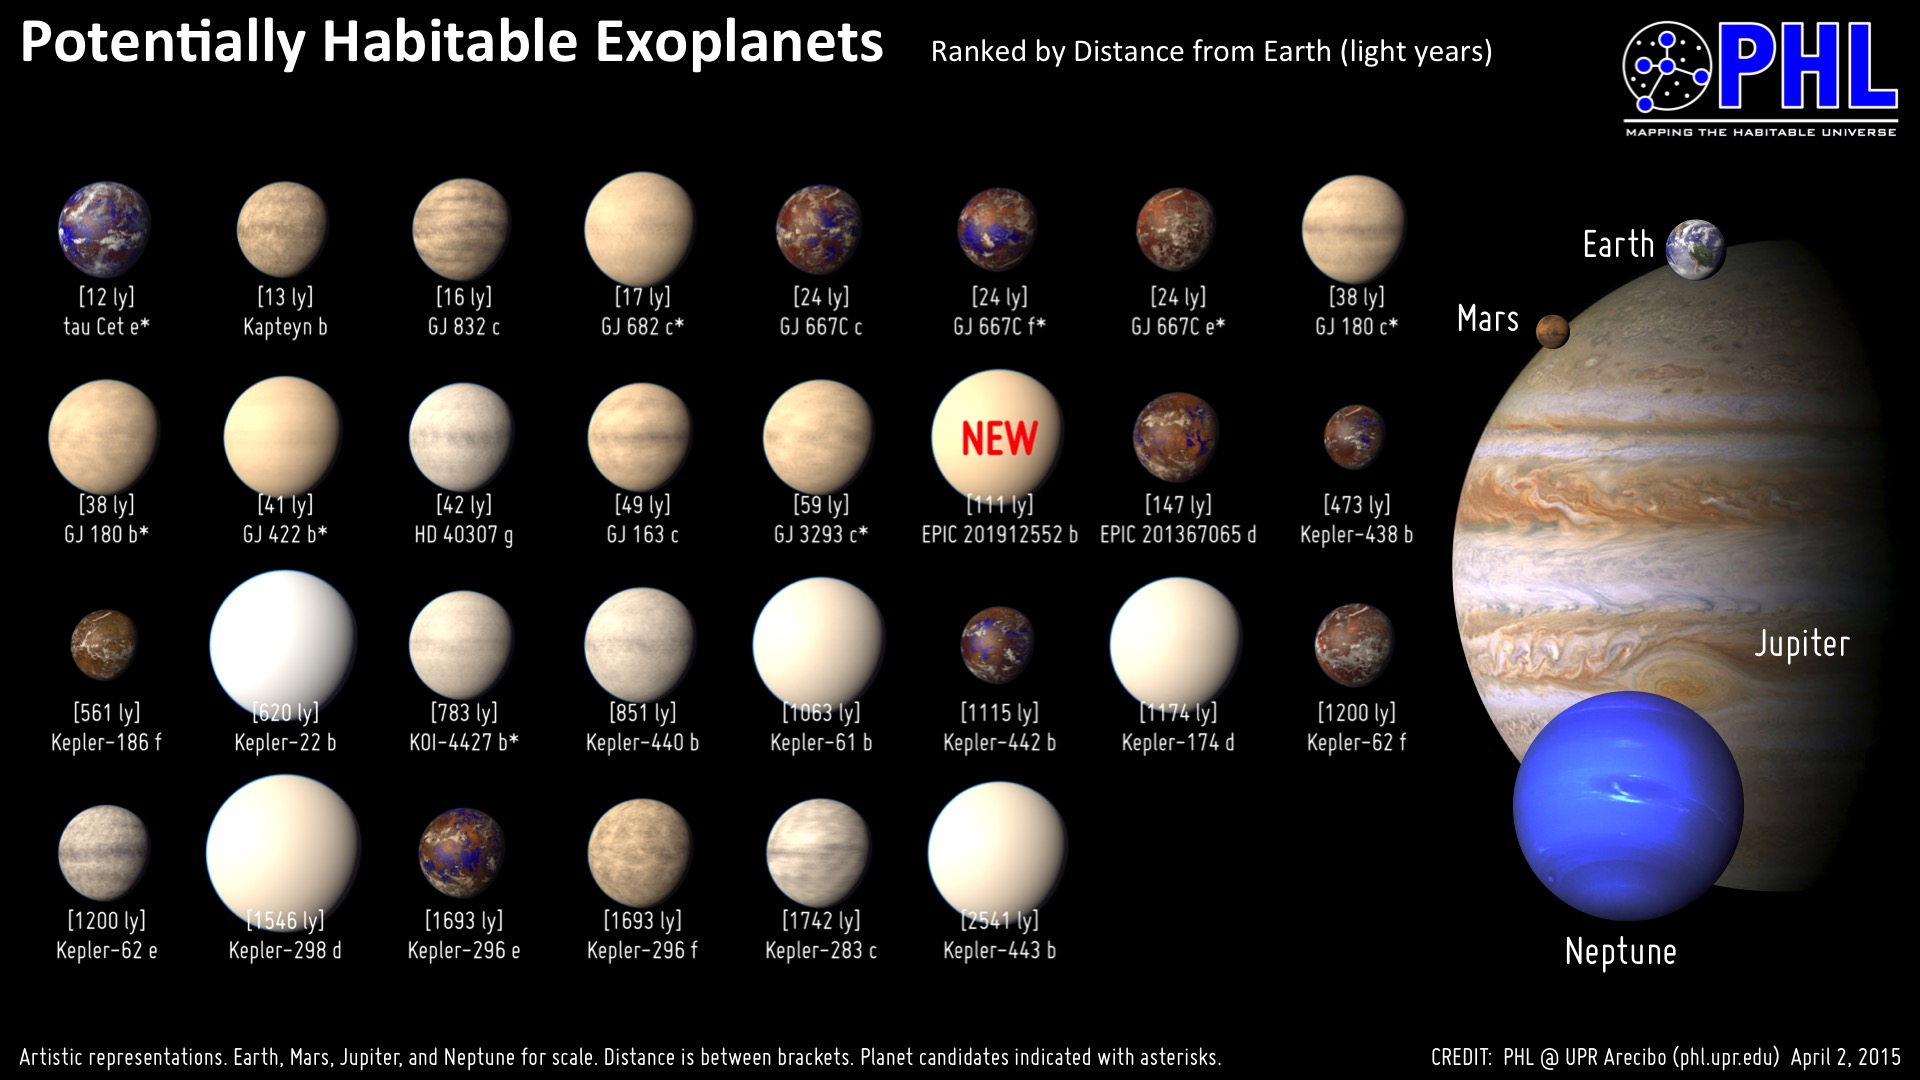 Potentially Habitable Exoplanets
Ranked by Distance from Earth (light years)
PHL
MAPPING THE HABITABLE UNIVERSE
[12 ly]
tau Cet e*
[13 ly]
Kapteyn b
[16 ly]
GJ 832 c
[17 ly]
GJ 682 c*
[24 ly]
GJ 667C c
[24 ly]
GJ 667C f*
[24 ly]
GJ 667C e*
[38 ly]
GJ 180 c*
[38 ly]
GJ 180 b*
[41 ly]
GJ 422 b*
[42 ly]
HD 40307 g
[49 ly]
GJ 163 c
[59 ly]
GJ 3293 c*
NEW
[111 ly]
EPIC 201912552 b
[147 ly]
EPIC 201367065 d
[473 ly]
Kepler-438 b
[561 ly]
Kepler-186 f
[620 ly]
Kepler-22 b
[783 ly]
KOI-4427 b*
[851 ly]
Kepler-440 b
[1063 ly]
Kepler-61 b
[1115 ly]
Kepler-442 b
[1174 ly]
Kepler-174 d
[1200 ly]
Kepler-62 f
[1200 ly]
Kepler-62 e
[1546 ly]
Kepler-298 d
[1693 ly]
Kepler-296 e
[1693 ly]
Kepler-296 f
[1742 ly]
Kepler-283 c
[2541 ly]
Kepler-443 b
Earth
Mars
Jupiter
Neptune
Artistic representations. Earth, Mars, Jupiter, and Neptune for scale. Distance is between brackets. Planet candidates indicated with asterisks.
CREDIT: PHL @ UPR Arecibo (phl.upr.edu) April 2, 2015